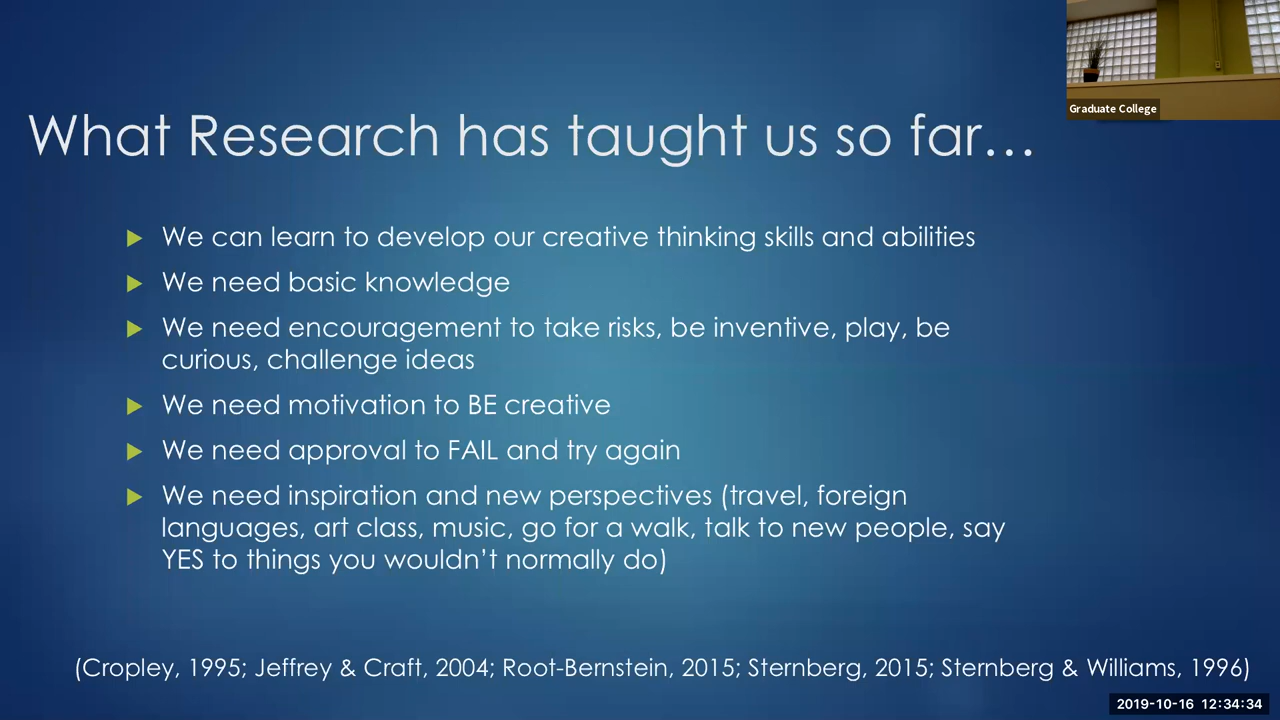 Graduate College
What Research has taught us so far…
We can learn to develop our creative thinking skills and abilities
We need basic knowledge
We need encouragement to take risks, be inventive, play, be
curious, challenge ideas
We need motivation to BE creative
We need approval to FAIL and try again
We need inspiration and new perspectives (travel, foreign
languages, art class, music, go for a walk, talk to new people, say
YES to things you wouldn’t normally do)
(Cropley, 1995; Jeffrey & Craft, 2004; Root-Bernstein, 2015; Sternberg, 2015; Sternberg & Williams, 1996)
2019-10-16 12:34:34